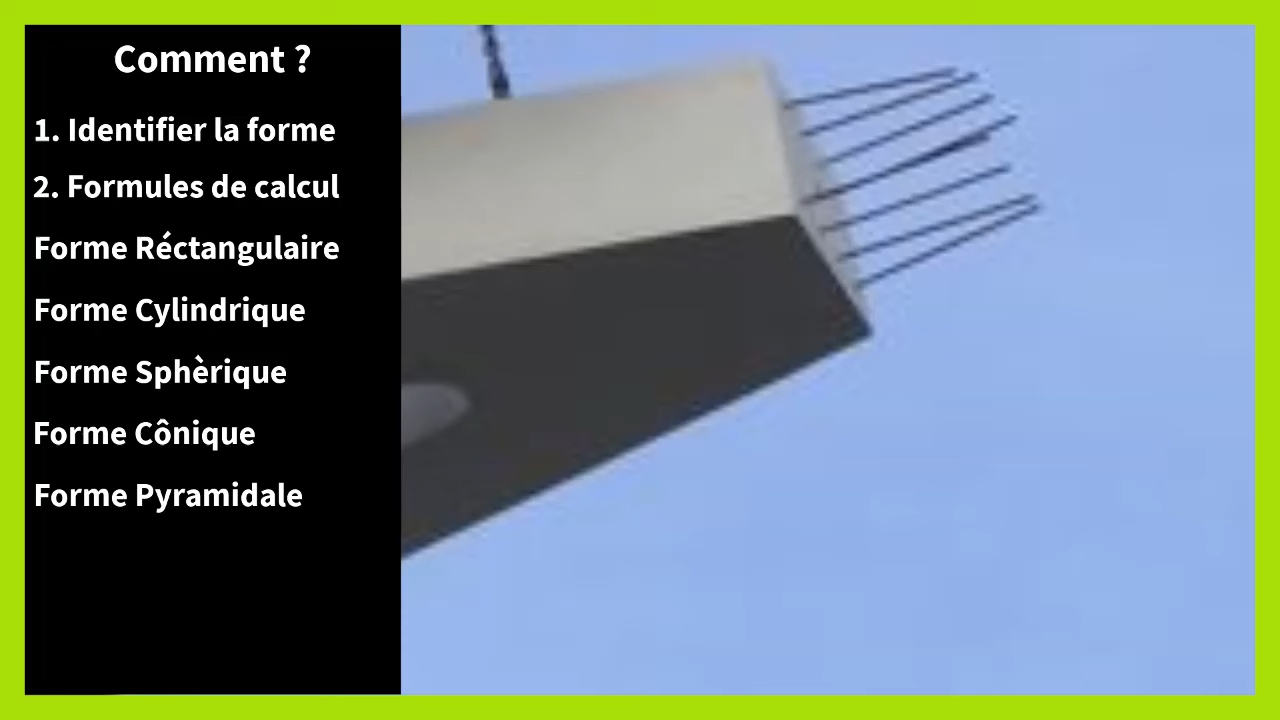 Comment ?
1. Identifier la forme
2. Formules de calcul
Forme Réctangulaire
Forme Cylindrique
Forme Sphèrique
Forme Cônique
Forme Pyramidale